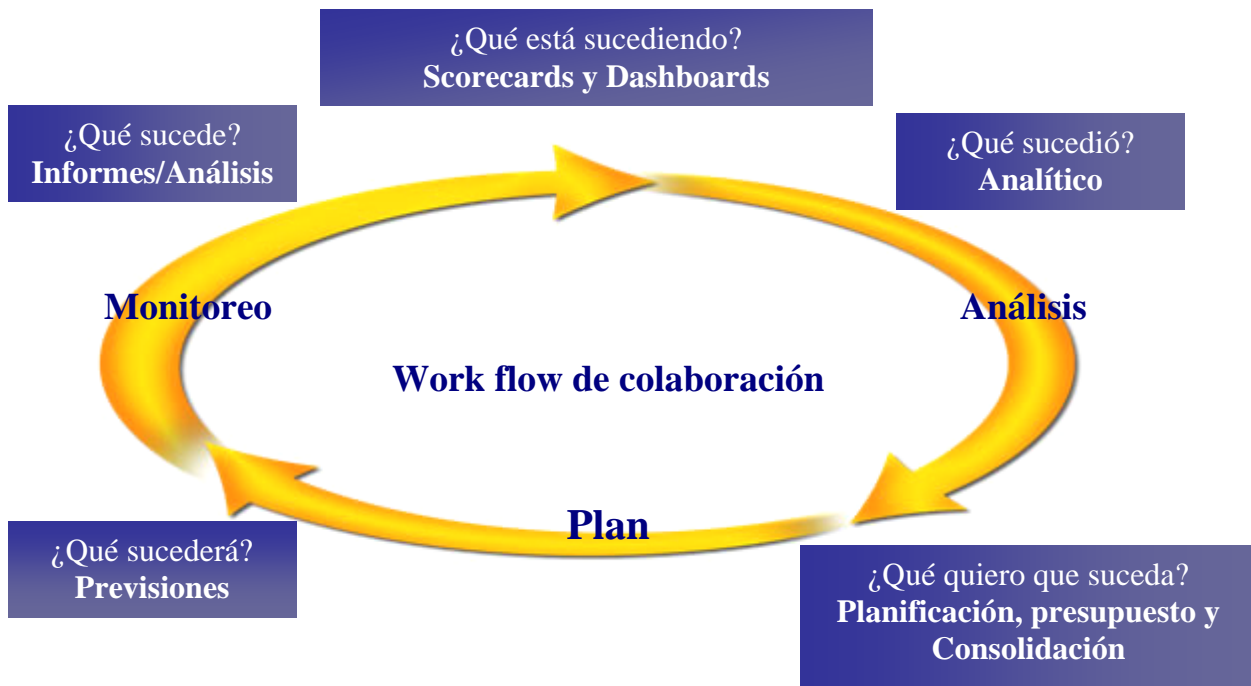 ¿Qué está sucediendo?
Scorecards y Dashboards
¿Qué sucede?
Informes/Análisis
¿Qué sucedió?
Analítico
Monitoreo
Análisis
Work flow de colaboración
Plan
¿Qué sucederá?
Previsiones
¿Qué quiero que suceda?
Planificación, presupuesto y
Consolidación